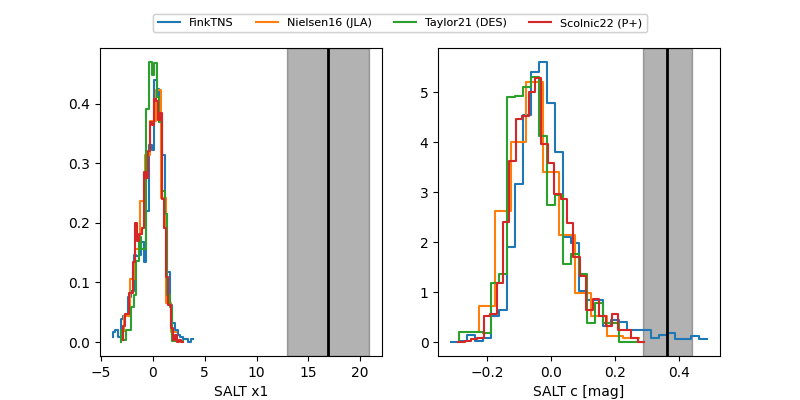 FinkTNS Nielsen16 (JLA) Taylor21 (DES) Scolnic22 (P+)
0.4
0.3
0.2
0.1
0.0
−5 0 5 10 15 20
SALT x1
5
4
3
2
1
0
−0.2 0.0 0.2 0.4
SALT c [mag]